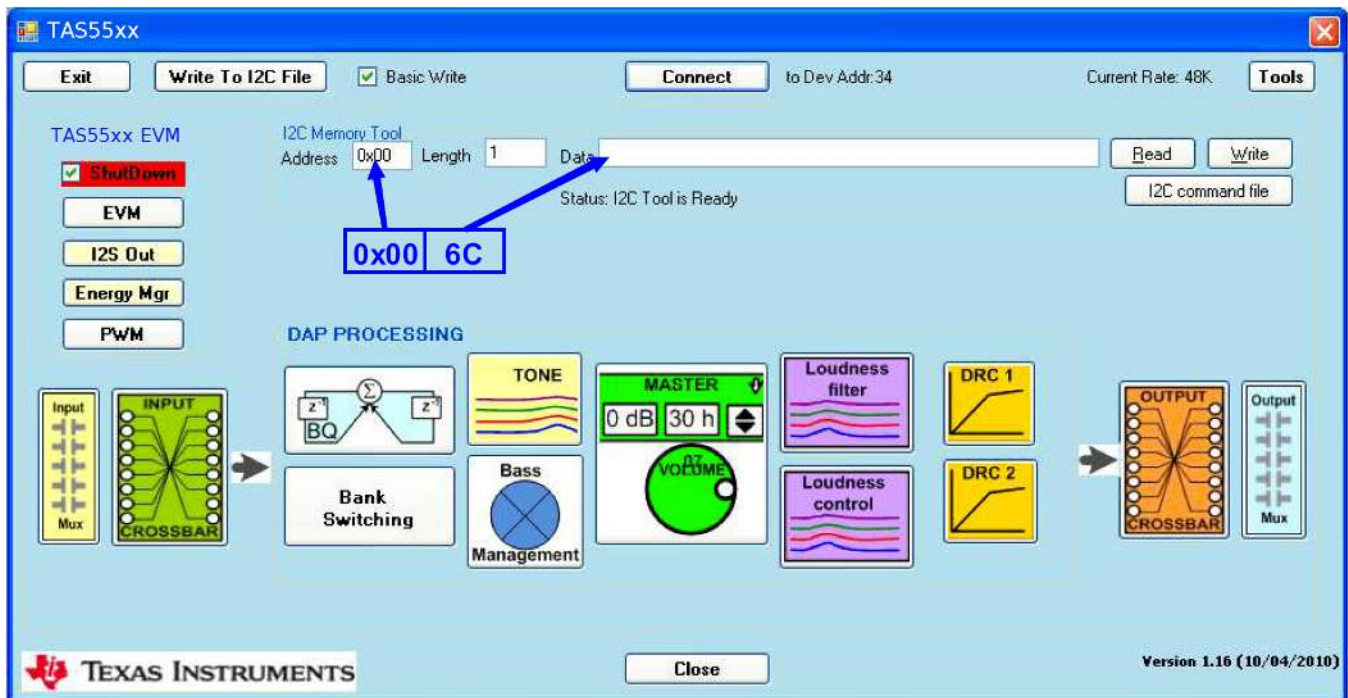 TAS55xx
Exit Write To I2C File Basic Write Connect to Dev Addr:34 Current Rate: 48K Tools
TAS55xx EVM
ShutDown
EVM
I2S Out
Energy Mgr
PWM
I2C Memory Tool
Address 0x00 Length 1 Data Read Write
Status: I2C Tool is Ready I2C command file
0x00 6C
DAP PROCESSING
Input
Mux
INPUT
CROSSBAR
Σ
z⁻¹ z⁻¹
BQ
Bank
Switching
TONE
Bass
Management
MASTER
0 dB 30 h
VOLUME
Loudness
filter
Loudness
control
DRC 1
DRC 2
OUTPUT
CROSSBAR
Output
Mux
TEXAS INSTRUMENTS
Close
Version 1.16 (10/04/2010)